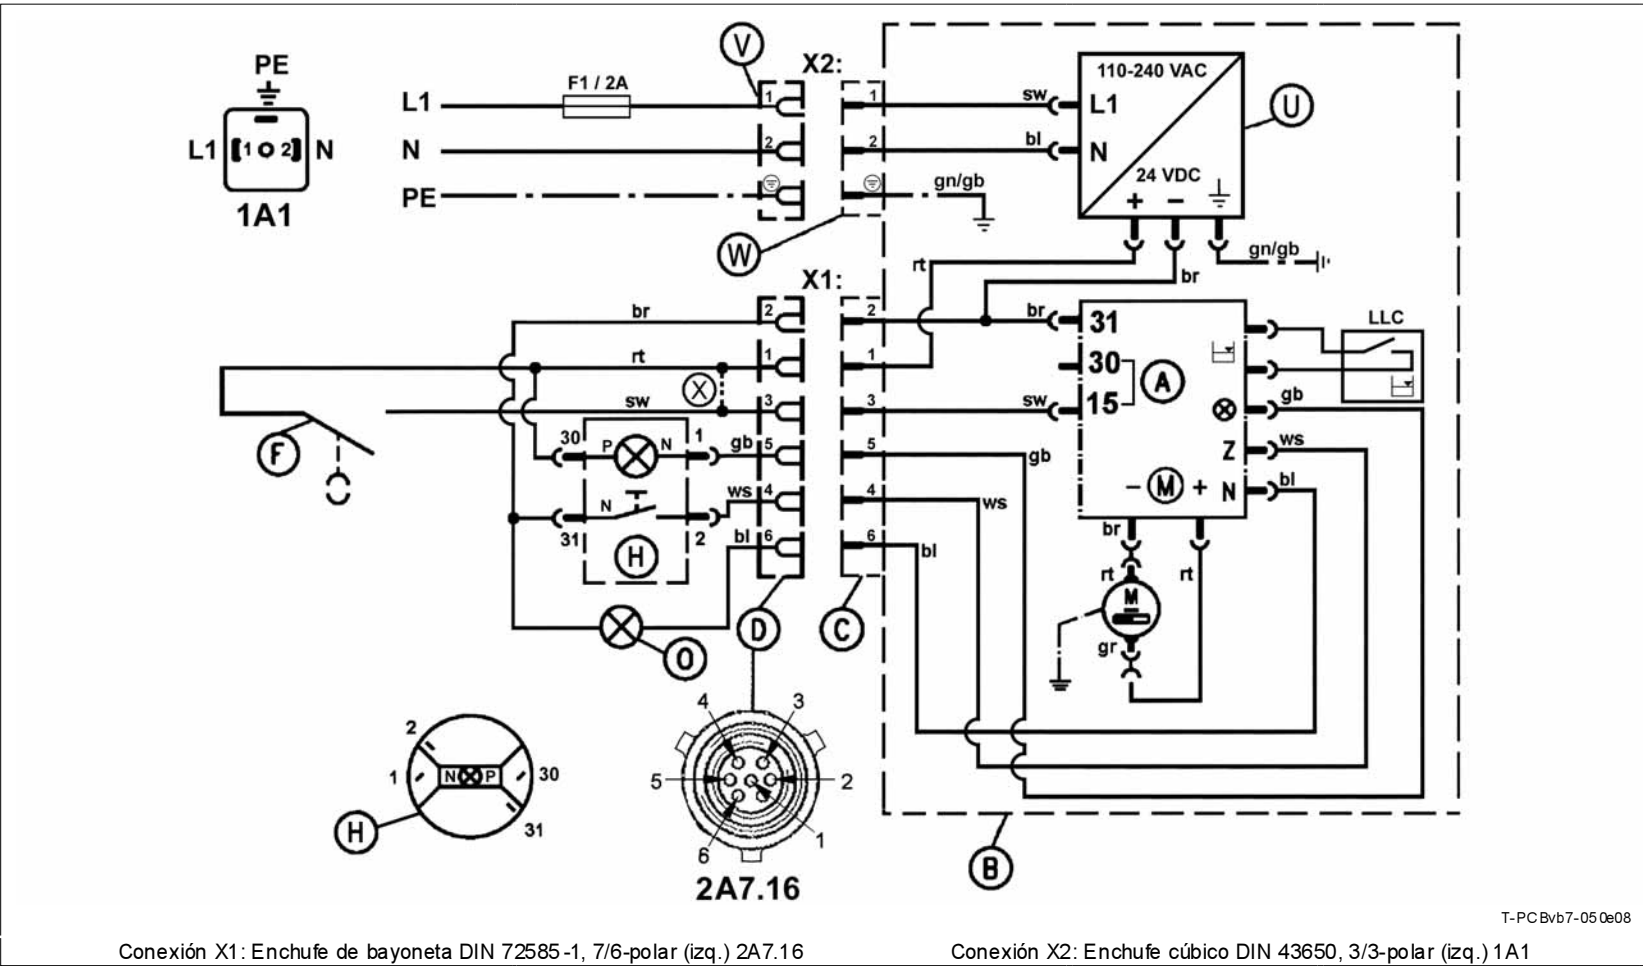 PE
L1 1 2 N
1A1
L1 F1 / 2A
N
PE
V
X2:
1 1
2 2
W
sw L1
bl N
gn/gb
110-240 VAC
24 VDC
+ −
U
gn/gb
rt
br
X1:
br 2 2 br 31
rt 1 1 30
X
sw 3 3 sw 15
A
LLC
F
30 P N 1 gb 5 5 gb
gb
N ws 4 4 ws
Z ws
31 H 2
bl 6 6 bl
− M + N bl
br
rt rt
M
gr
O
D C
2
1 N P 30
31
H
4 3
5 2
6 1
2A7.16
B
T-PCBvb7-050e08
Conexión X1: Enchufe de bayoneta DIN 72585-1, 7/6-polar (izq.) 2A7.16
Conexión X2: Enchufe cúbico DIN 43650, 3/3-polar (izq.) 1A1